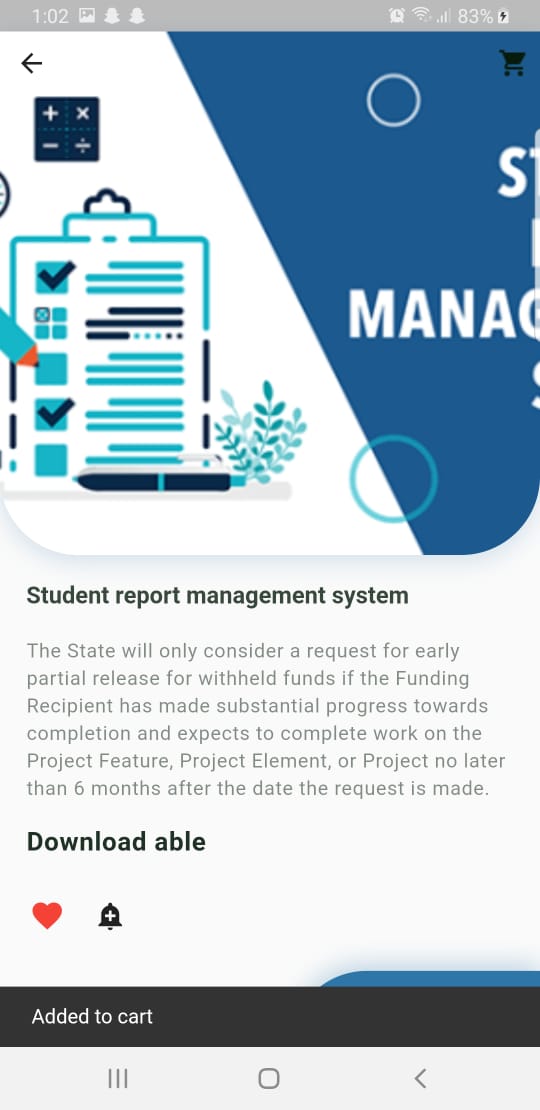 1:02
83%
ST
MANAG
Student report management system
The State will only consider a request for early
partial release for withheld funds if the Funding
Recipient has made substantial progress towards
completion and expects to complete work on the
Project Feature, Project Element, or Project no later
than 6 months after the date the request is made.
Download able
Added to cart